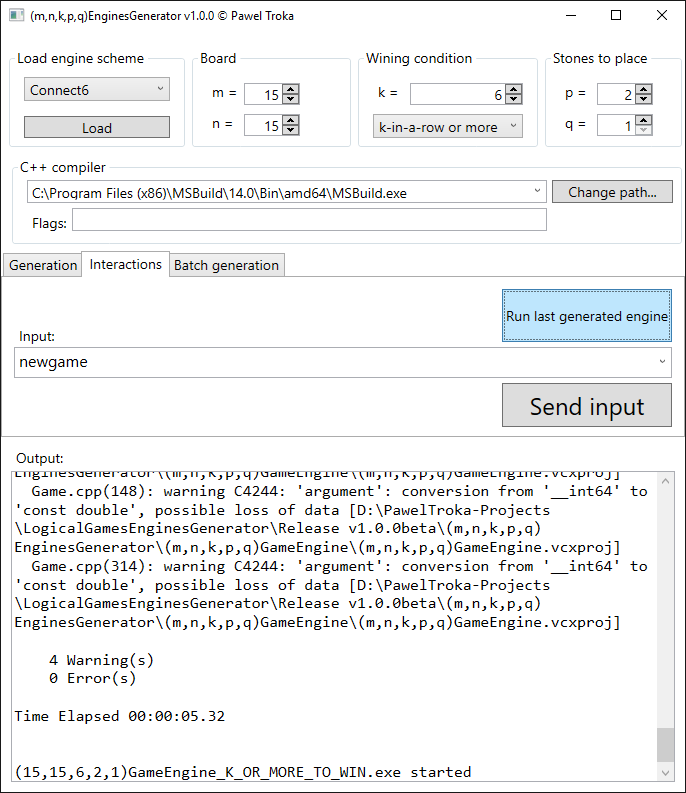 (m,n,k,p,q)EnginesGenerator v1.0.0 © Pawel Troka
Load engine scheme
Connect6
Load
Board
m = 15
n = 15
Wining condition
k = 6
k-in-a-row or more
Stones to place
p = 2
q = 1
C++ compiler
C:\Program Files (x86)\MSBuild\14.0\Bin\amd64\MSBuild.exe
Change path...
Flags:
Generation Interactions Batch generation
Run last generated engine
Input:
newgame
Send input
Output:
EnginesGenerator\(m,n,k,p,q)GameEngine\(m,n,k,p,q)GameEngine.vcxproj]
Game.cpp(148): warning C4244: 'argument': conversion from '__int64' to
'const double', possible loss of data [D:\PawelTroka-Projects
\LogicalGamesEnginesGenerator\Release v1.0.0beta\(m,n,k,p,q)
EnginesGenerator\(m,n,k,p,q)GameEngine\(m,n,k,p,q)GameEngine.vcxproj]
Game.cpp(314): warning C4244: 'argument': conversion from '__int64' to
'const double', possible loss of data [D:\PawelTroka-Projects
\LogicalGamesEnginesGenerator\Release v1.0.0beta\(m,n,k,p,q)
EnginesGenerator\(m,n,k,p,q)GameEngine\(m,n,k,p,q)GameEngine.vcxproj]
4 Warning(s)
0 Error(s)
Time Elapsed 00:00:05.32
(15,15,6,2,1)GameEngine_K_OR_MORE_TO_WIN.exe started